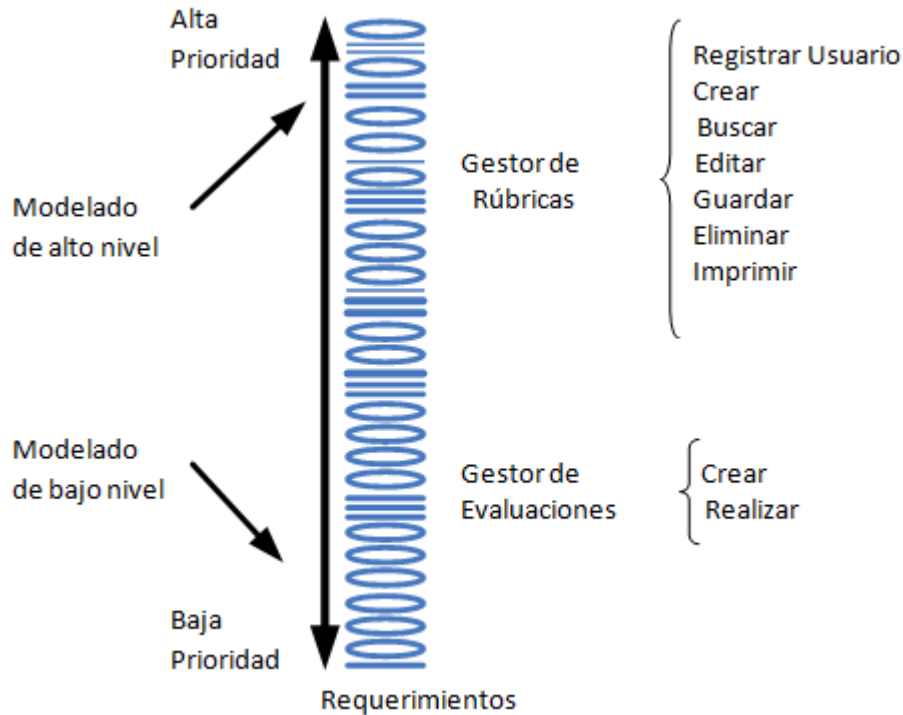 Alta
Prioridad
Modelado
de alto nivel
Modelado
de bajo nivel
Baja
Prioridad
Requerimientos
Gestor de
Rúbricas
Registrar Usuario
Crear
Buscar
Editar
Guardar
Eliminar
Imprimir
Gestor de
Evaluaciones
Crear
Realizar